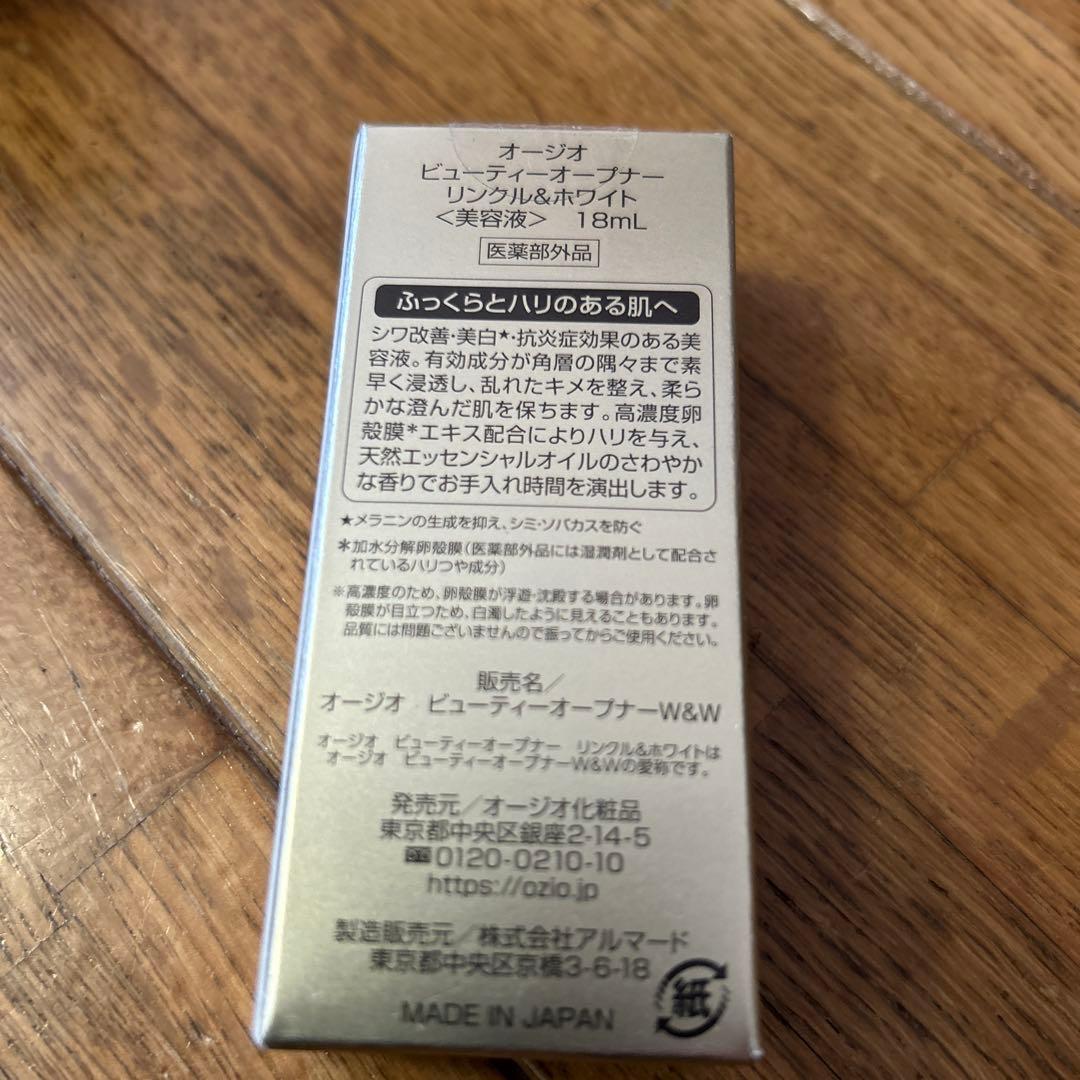 オージオ
ビューティーオープナー
リンクル&ホワイト
<美容液> 18mL
医薬部外品
ふっくらとハリのある肌へ
シワ改善・美白★・抗炎症効果のある美
容液。有効成分が角層の隅々まで素
早く浸透し、乱れたキメを整え、柔ら
かな澄んだ肌を保ちます。高濃度卵
殻膜*エキス配合によりハリを与え、
天然エッセンシャルオイルのさわやか
な香りでお手入れ時間を演出します。
★メラニンの生成を抑え、シミ・ソバカスを防ぐ
*加水分解卵殻膜(医薬部外品には湿潤剤として配合さ
れているハリつや成分)
※高濃度のため、卵殻膜が浮遊・沈殿する場合があります。卵
殻膜が目立つため、白濁したように見えることもあります。
品質には問題ございませんので振ってからご使用ください。
販売名/
オージオ ビューティーオープナーW&W
オージオ ビューティーオープナー リンクル&ホワイトは
オージオ ビューティーオープナーW&Wの愛称です。
発売元/オージオ化粧品
東京都中央区銀座2-14-5
0120-0210-10
https://ozio.jp
製造販売元/株式会社アルマード
東京都中央区京橋3-6-18
紙
MADE IN JAPAN